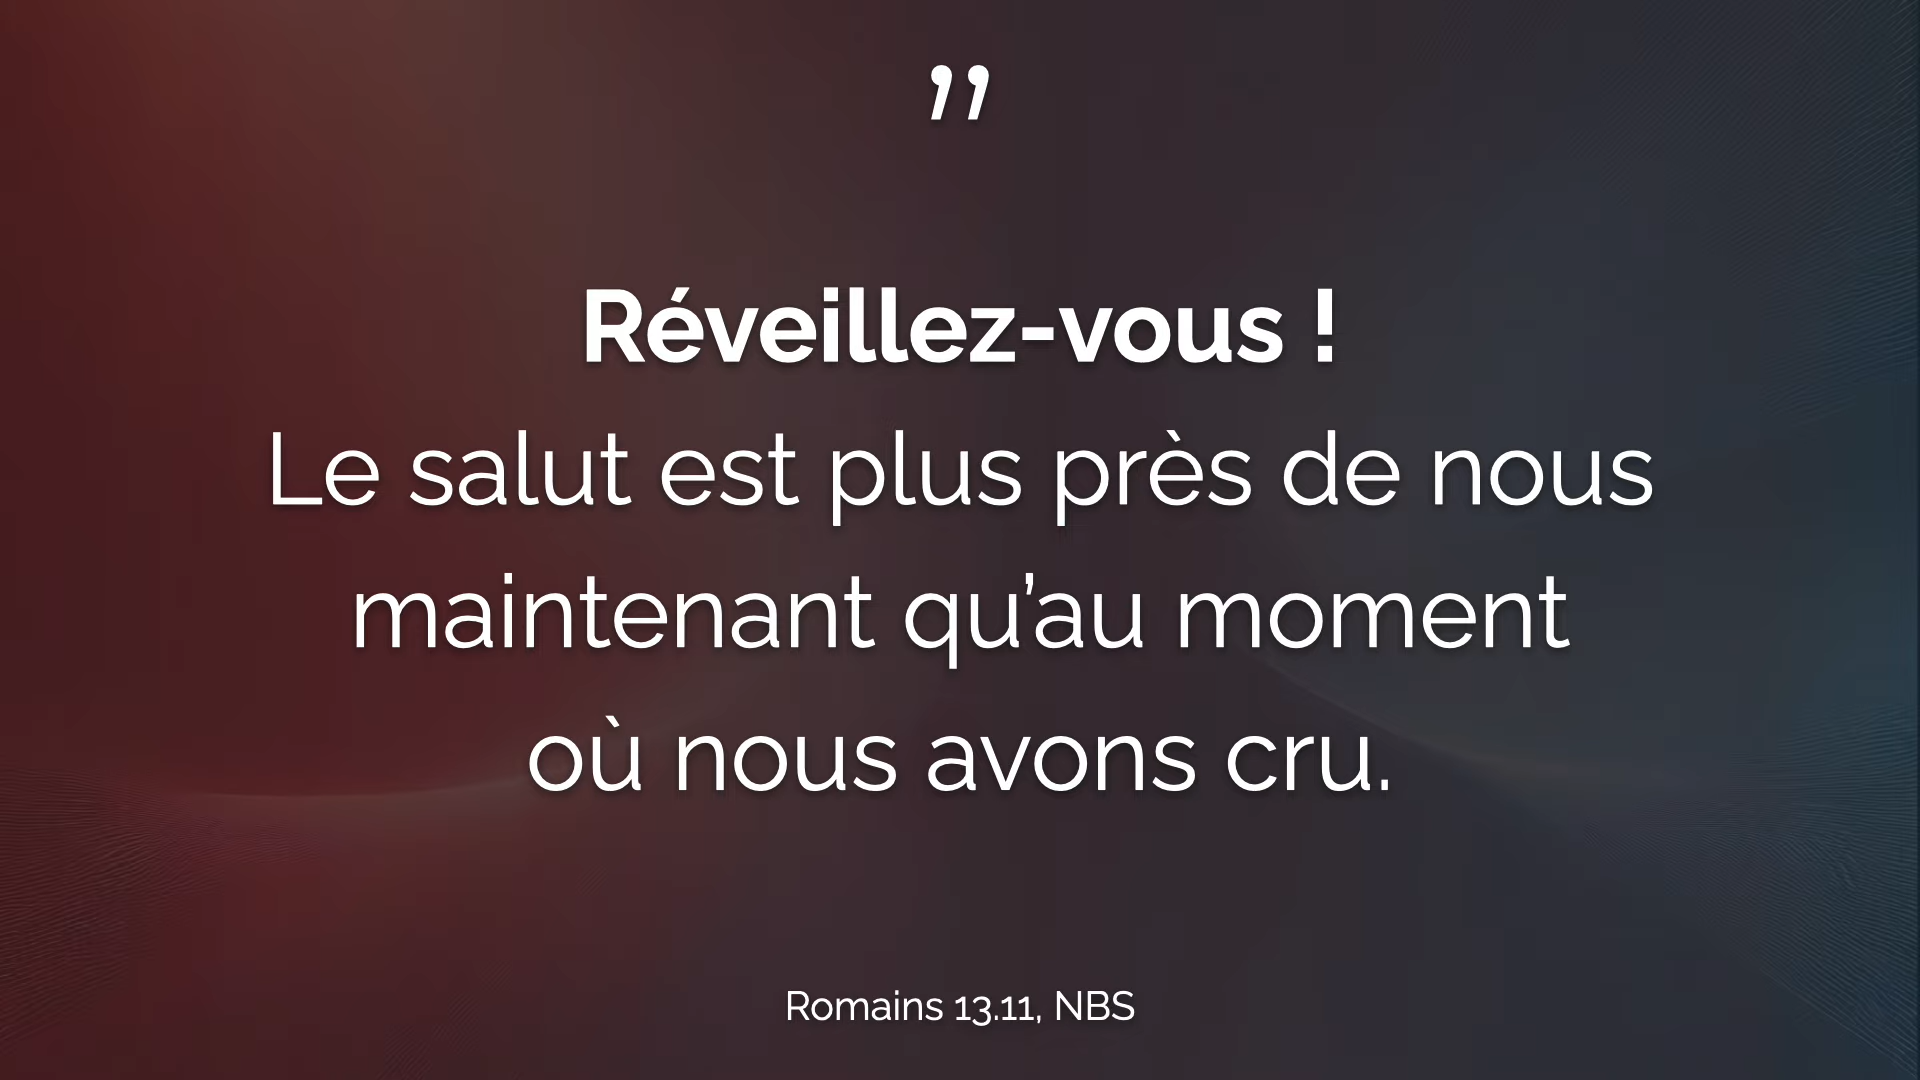 ”
Réveillez-vous !
Le salut est plus près de nous
maintenant qu’au moment
où nous avons cru.
Romains 13.11, NBS